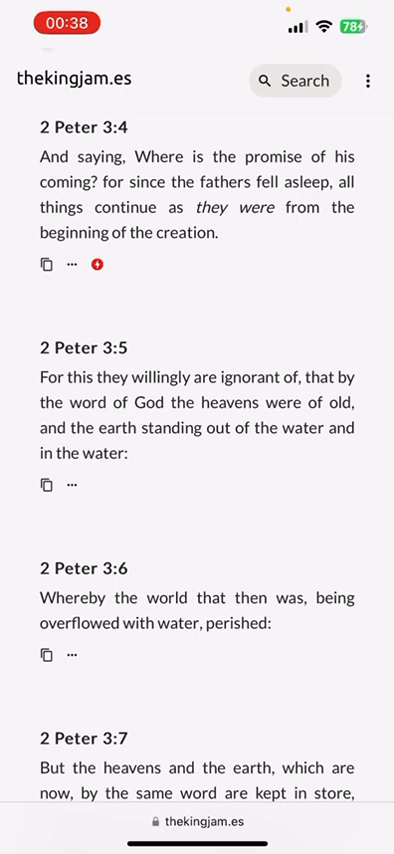 00:38
78
thekingjam.es
Search
2 Peter 3:4
And saying, Where is the promise of his
coming? for since the fathers fell asleep, all
things continue as they were from the
beginning of the creation.
2 Peter 3:5
For this they willingly are ignorant of, that by
the word of God the heavens were of old,
and the earth standing out of the water and
in the water:
2 Peter 3:6
Whereby the world that then was, being
overflowed with water, perished:
2 Peter 3:7
But the heavens and the earth, which are
now, by the same word are kept in store,
thekingjam.es